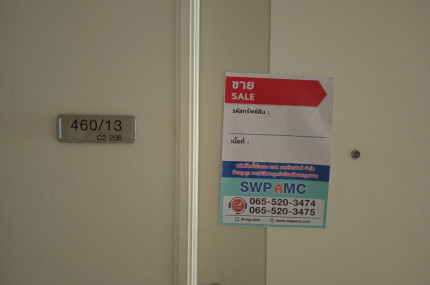 460/13
C2 206
ขาย
SALE
รหัสทรัพย์สิน :
เนื้อที่ :
SWP AMC
065-520-3474
065-520-3475